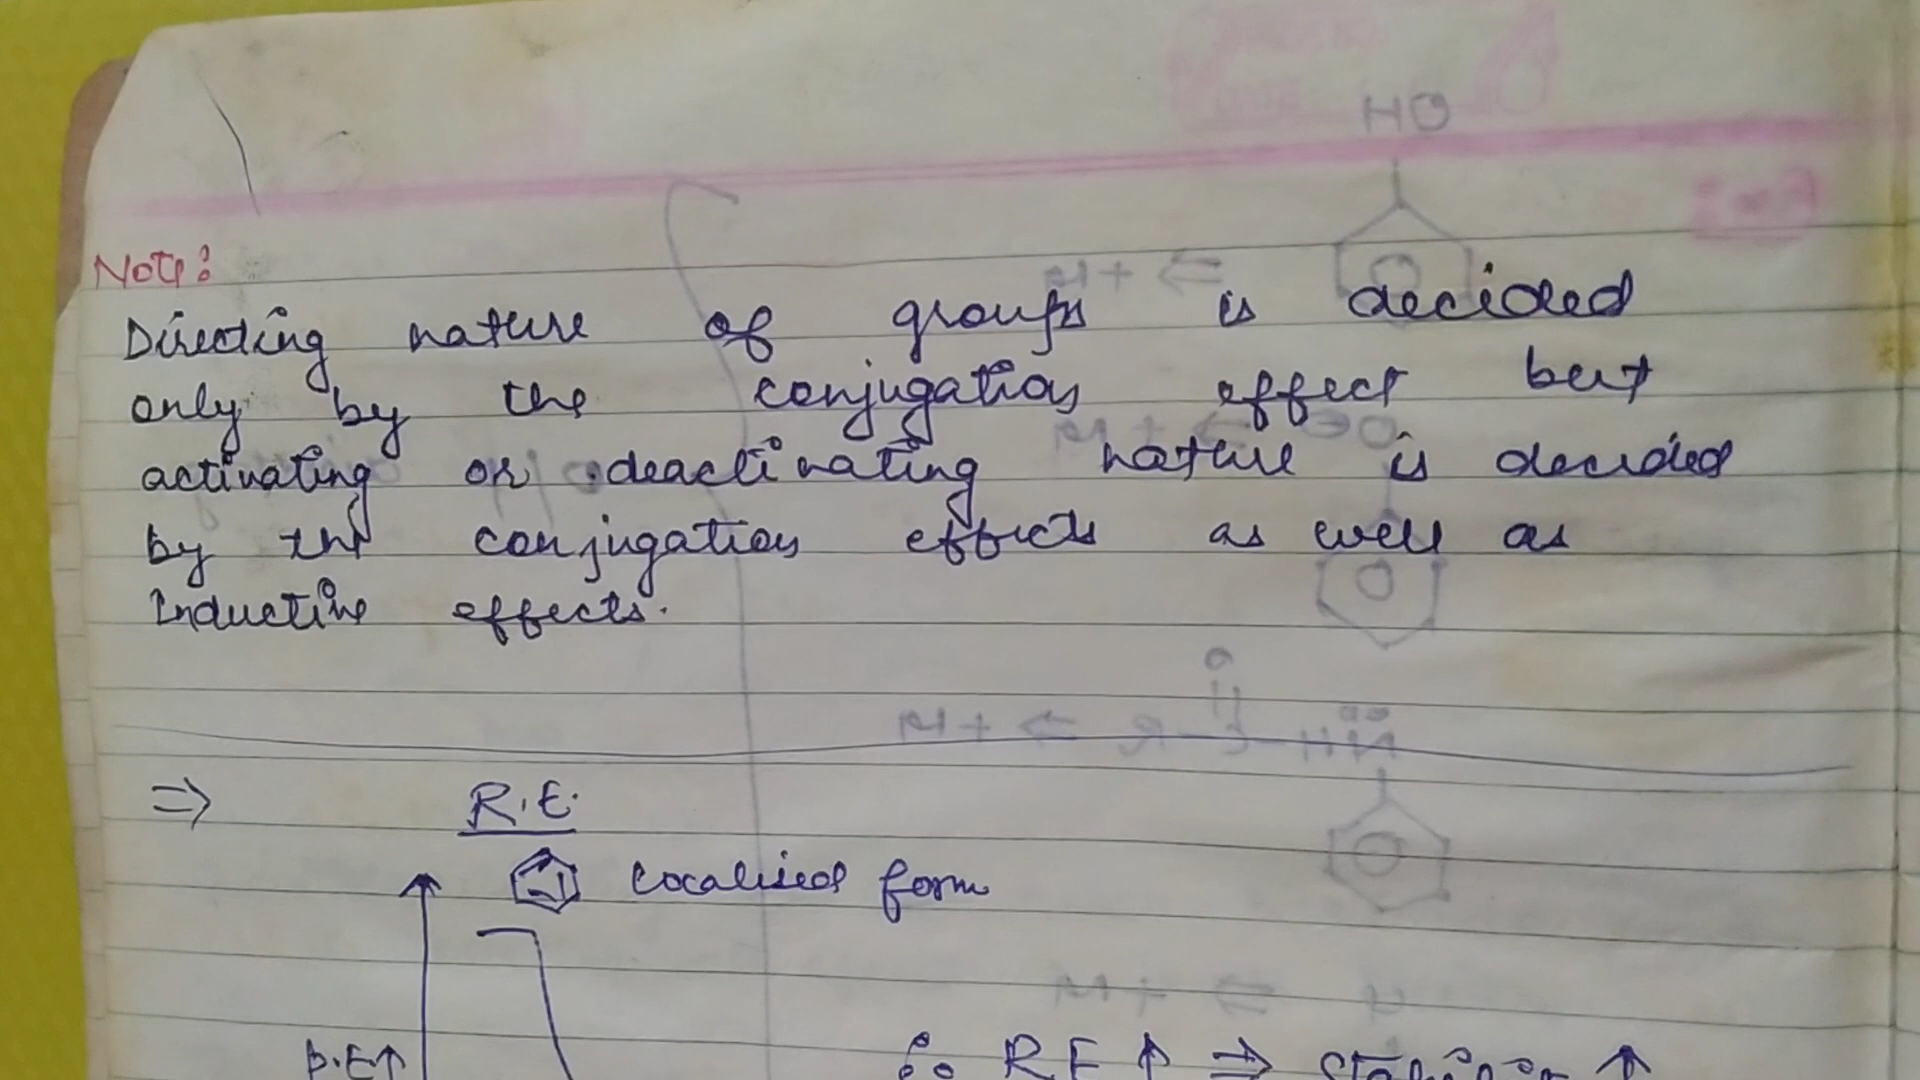 Note:
Directing nature of groups is decided
only by the conjugation effect but
activating or deactivating nature is decided
by the conjugation effects as well as
Inductive effects.
⇒ R.E.
Localised form
P.E↑
∴ R E ↑ ⇒ Stability ↑